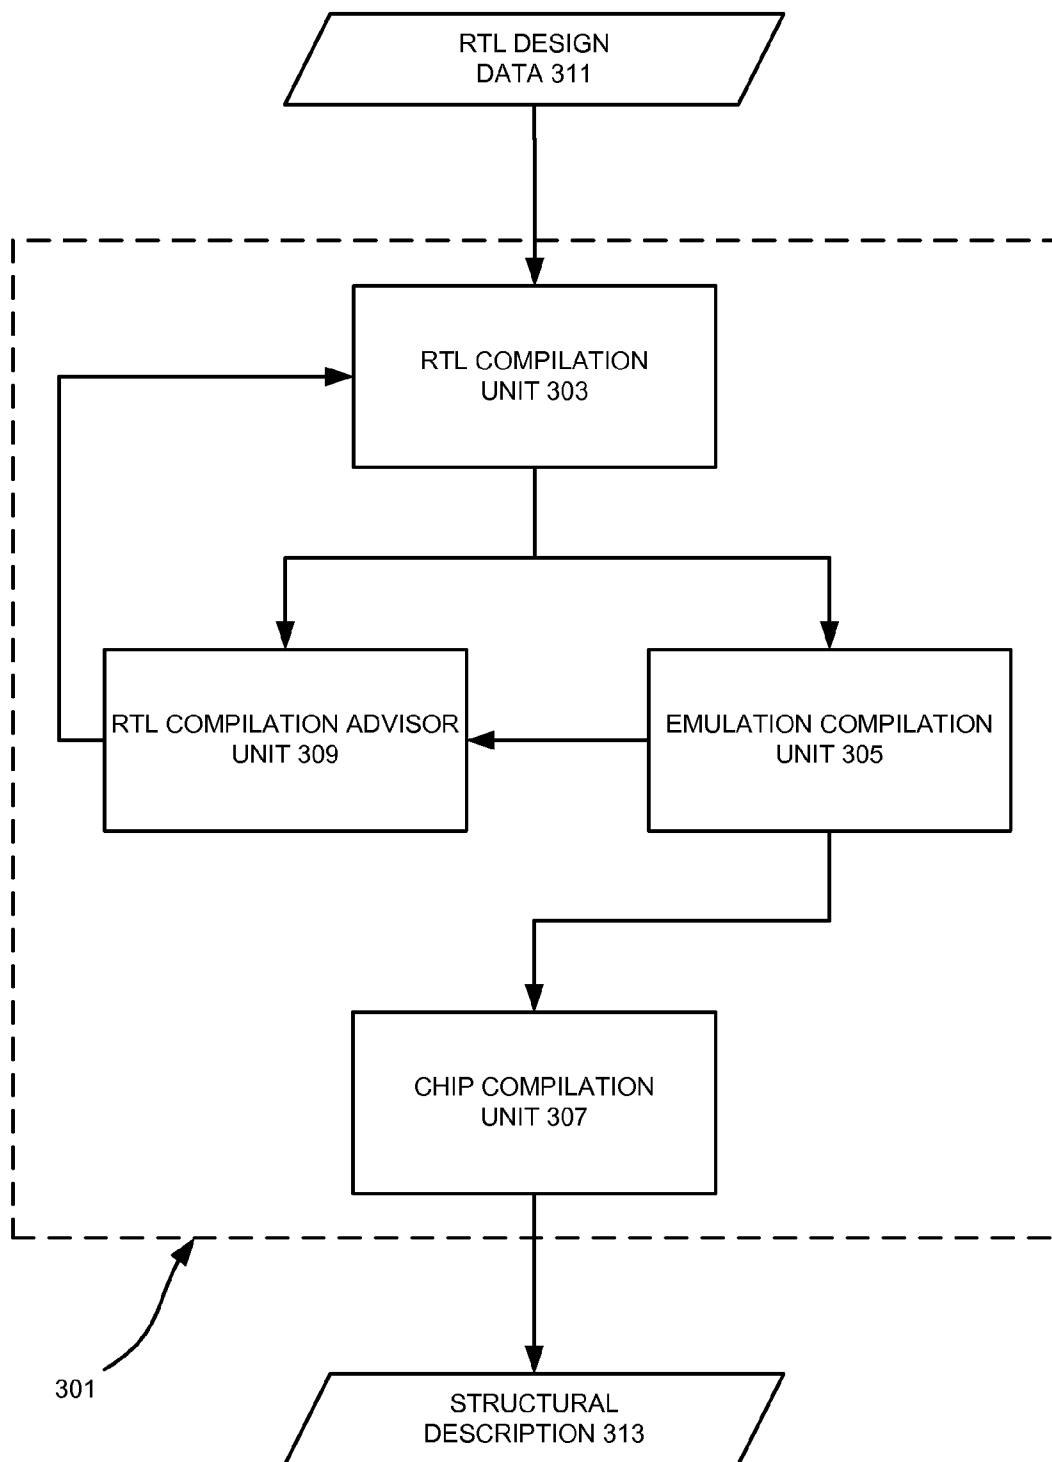 RTL DESIGN
DATA 311
RTL COMPILATION
UNIT 303
RTL COMPILATION ADVISOR
UNIT 309
EMULATION COMPILATION
UNIT 305
CHIP COMPILATION
UNIT 307
301
STRUCTURAL
DESCRIPTION 313